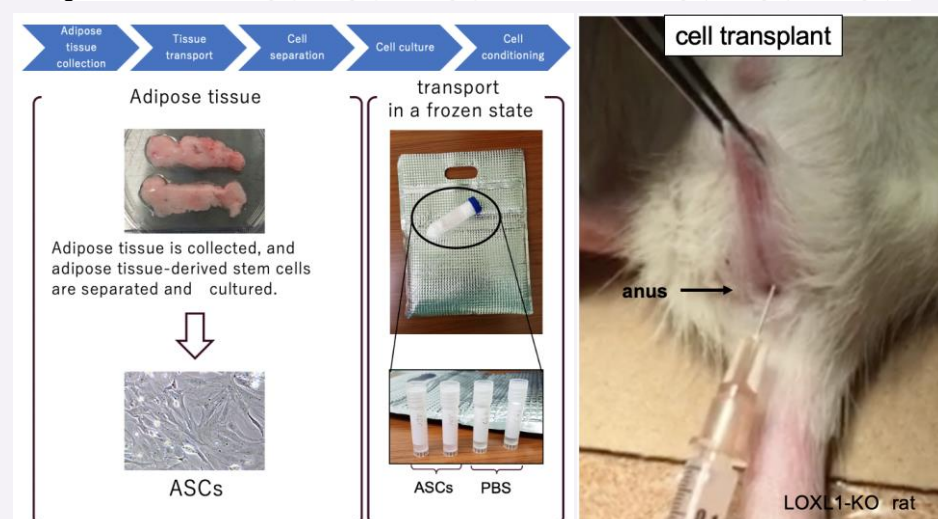 Adipose
tissue
collection
Tissue
transport
Cell
separation
Cell culture
Cell
conditioning
Adipose tissue
Adipose tissue is collected, and
adipose tissue-derived stem cells
are separated and cultured.
ASCs
transport
in a frozen state
ASCs PBS
cell transplant
anus
LOXL1-KO rat